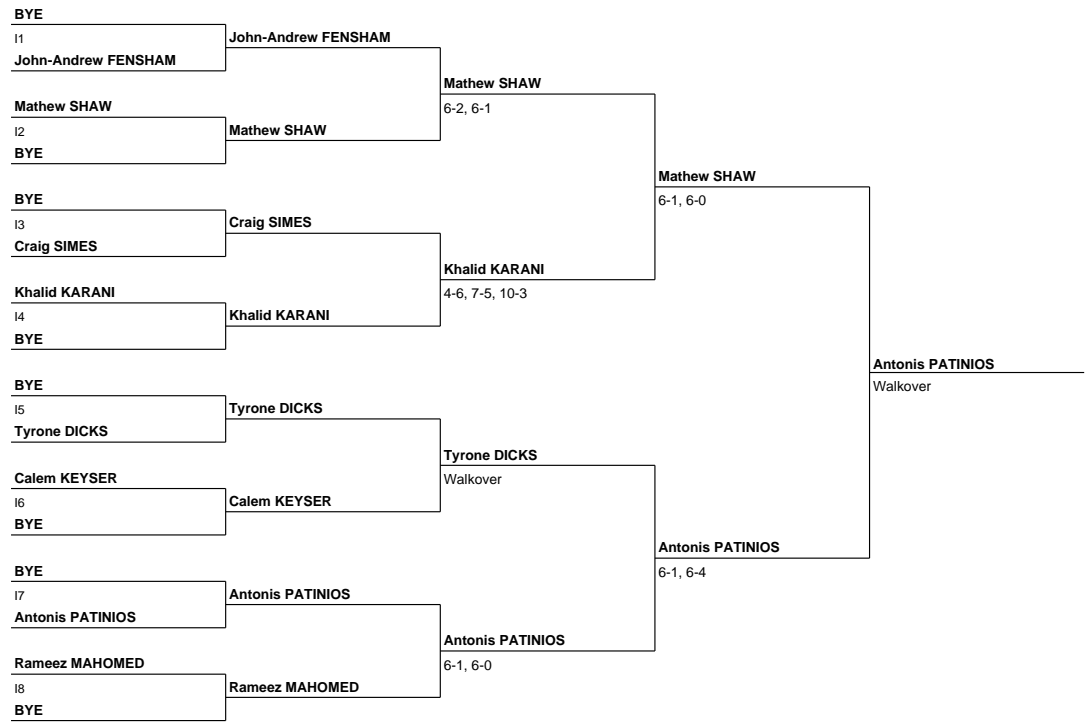 BYE
I1
John-Andrew FENSHAM
Mathew SHAW
I2
BYE
BYE
I3
Craig SIMES
Khalid KARANI
I4
BYE
BYE
I5
Tyrone DICKS
Calem KEYSER
I6
BYE
BYE
I7
Antonis PATINIOS
Rameez MAHOMED
I8
BYE
John-Andrew FENSHAM
Mathew SHAW
Craig SIMES
Khalid KARANI
Tyrone DICKS
Calem KEYSER
Antonis PATINIOS
Rameez MAHOMED
Mathew SHAW
6-2, 6-1
Khalid KARANI
4-6, 7-5, 10-3
Tyrone DICKS
Walkover
Antonis PATINIOS
6-1, 6-0
Mathew SHAW
6-1, 6-0
Antonis PATINIOS
6-1, 6-4
Antonis PATINIOS
Walkover